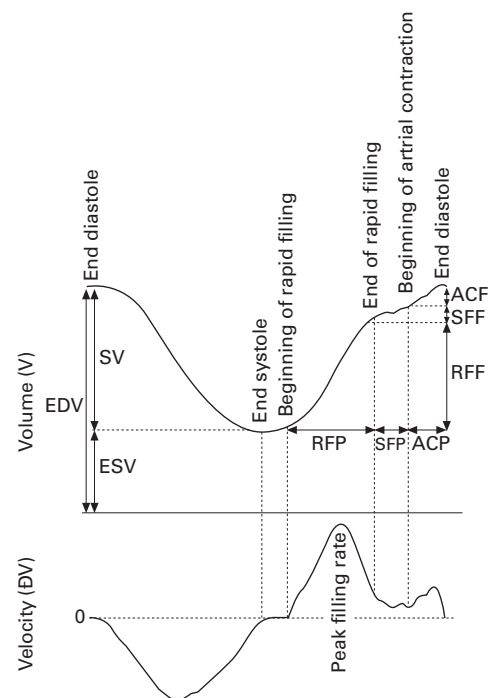 End diastole
End systole
Beginning of rapid filling
End of rapid filling
Beginning of artrial contraction
End diastole
ACF
SFF
RFF
SV
EDV
ESV
RFP
SFP
ACP
Volume (V)
Velocity (ĐV)
0
Peak filling rate